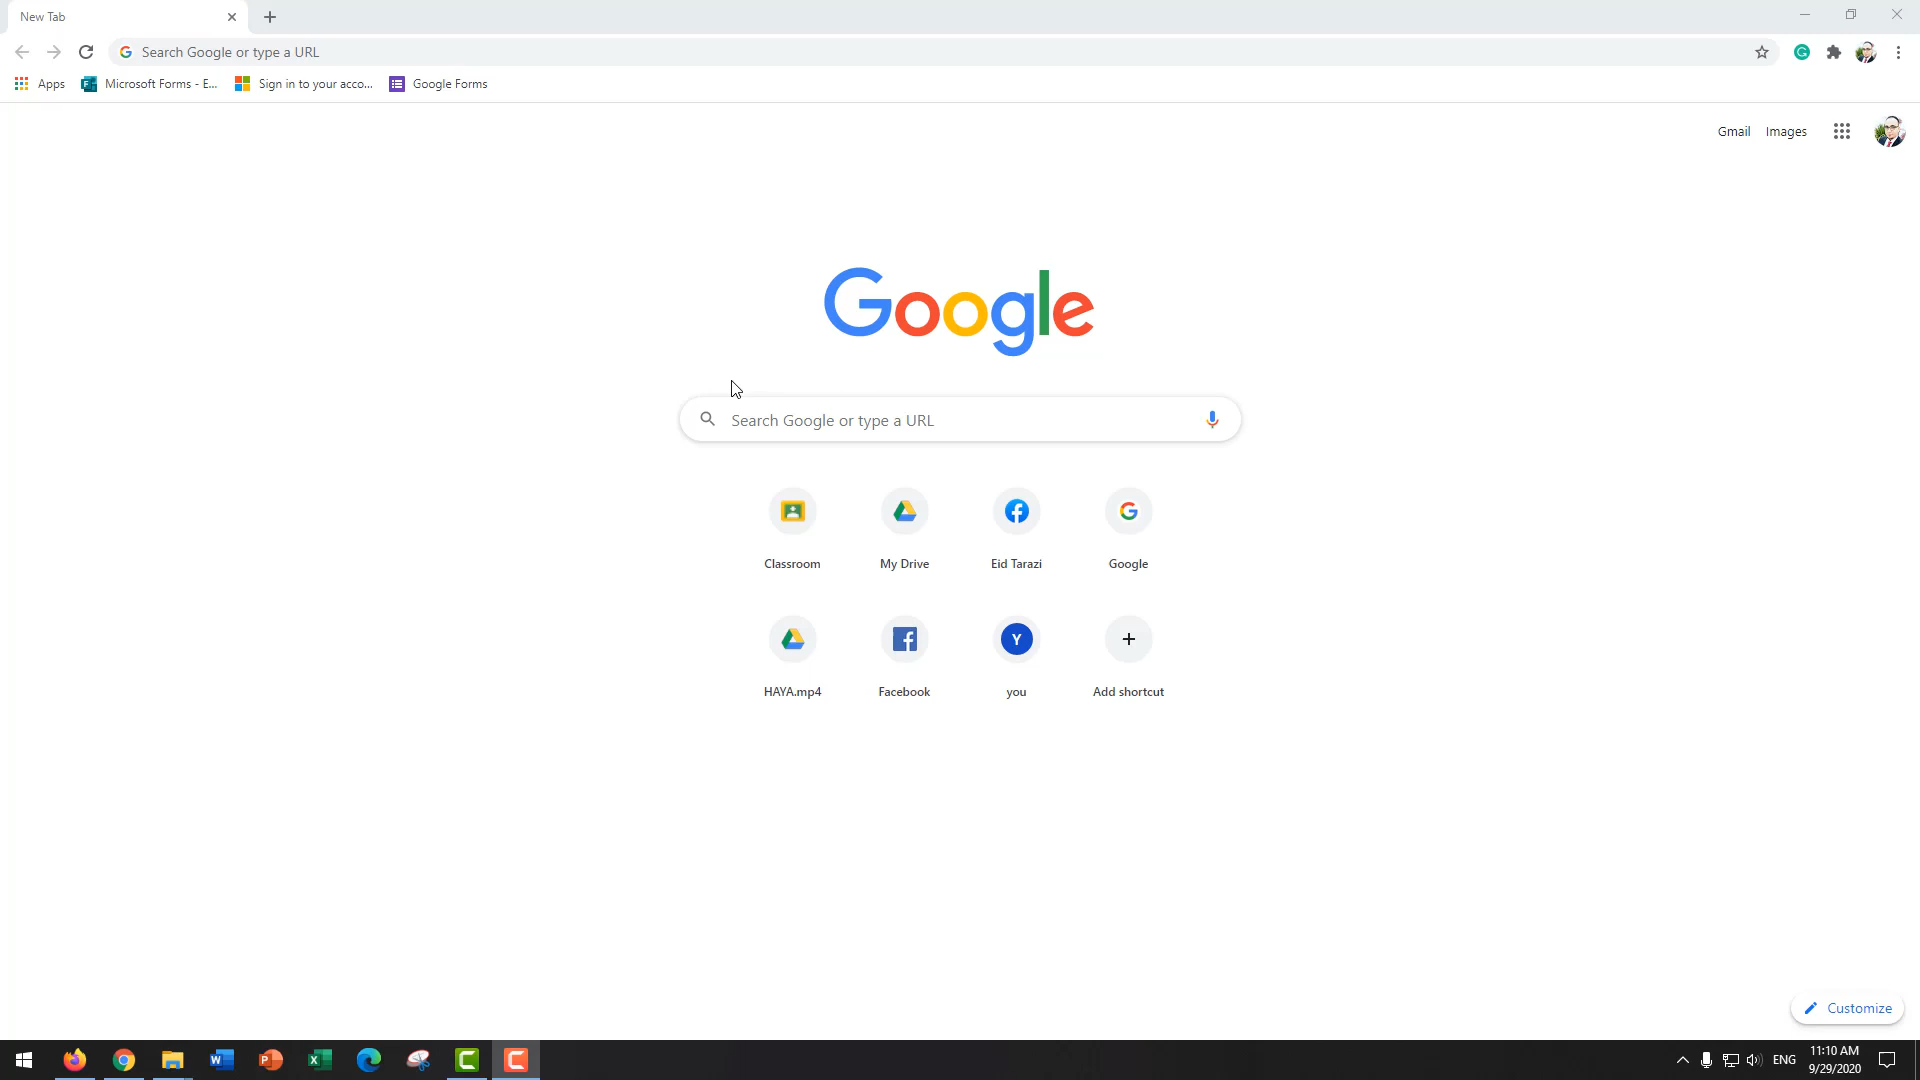 New Tab
Search Google or type a URL
Apps
Microsoft Forms - E...
Sign in to your acco...
Google Forms
Gmail
Images
Google
Search Google or type a URL
Classroom
My Drive
Eid Tarazi
Google
Y
HAYA.mp4
Facebook
you
Add shortcut
Customize
ENG
11:10 AM
9/29/2020